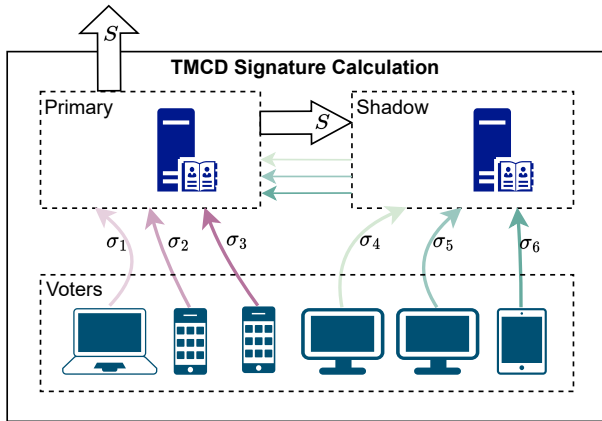 S
TMCD Signature Calculation
Primary
S
Shadow
σ1
σ2
σ3
σ4
σ5
σ6
Voters